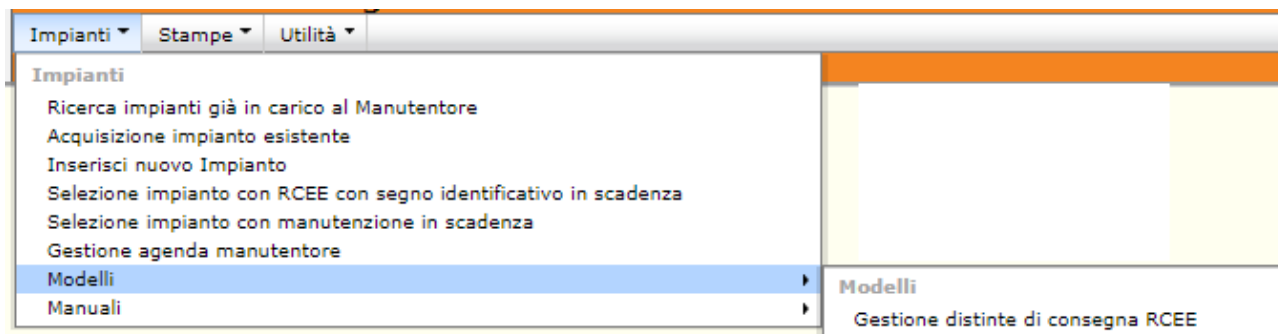 Impianti Stampe Utilità
Impianti
Ricerca impianti già in carico al Manutentore
Acquisizione impianto esistente
Inserisci nuovo Impianto
Selezione impianto con RCEE con segno identificativo in scadenza
Selezione impianto con manutenzione in scadenza
Gestione agenda manutentore
Modelli
Manuali
Modelli
Gestione distinte di consegna RCEE